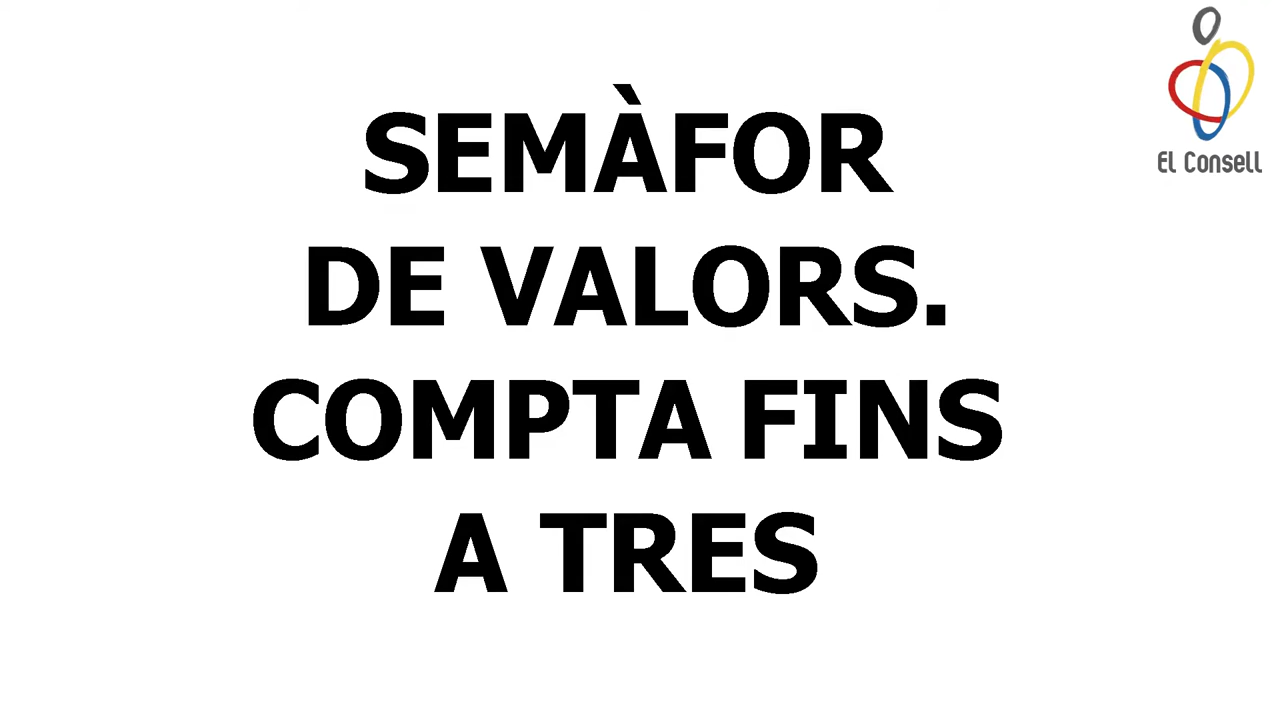 El Consell
SEMÀFOR
DE VALORS.
COMPTA FINS
A TRES